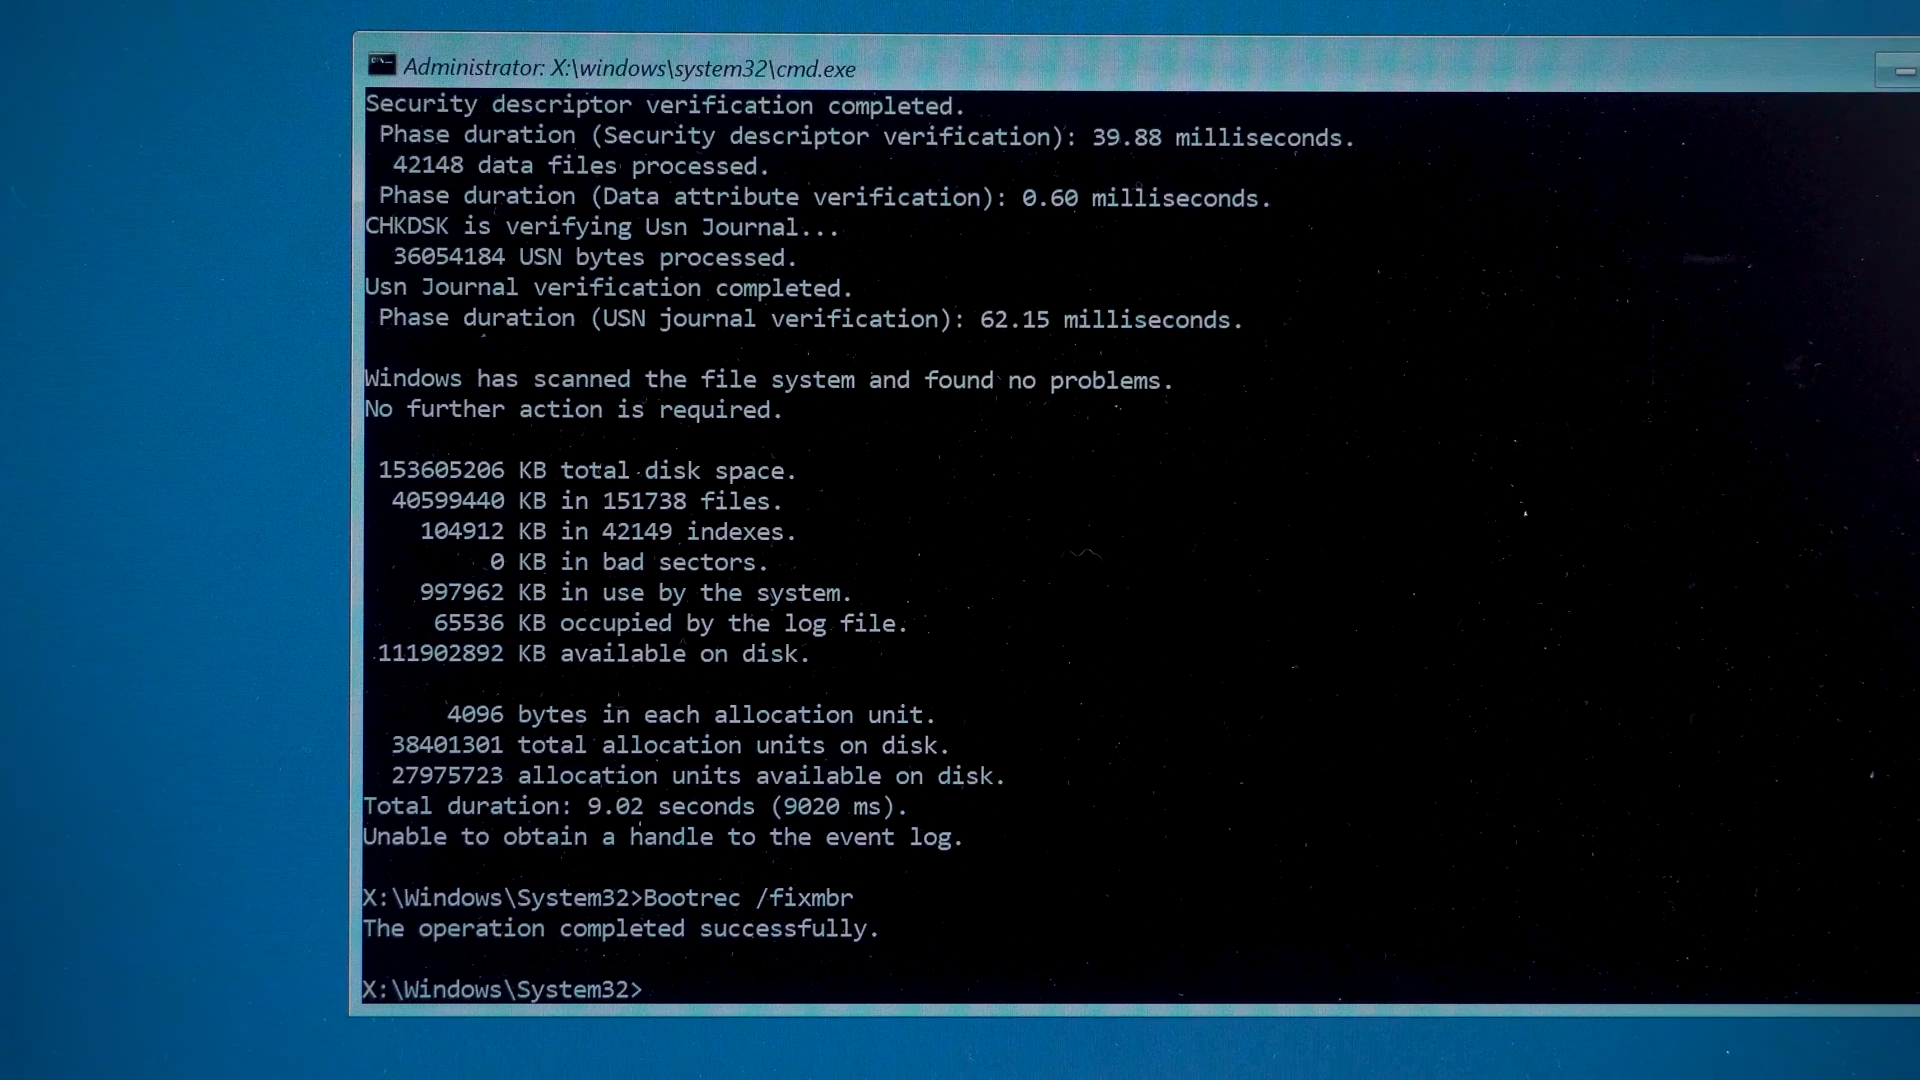 Administrator: X:\windows\system32\cmd.exe
Security descriptor verification completed.
Phase duration (Security descriptor verification): 39.88 milliseconds.
42148 data files processed.
Phase duration (Data attribute verification): 0.60 milliseconds.
CHKDSK is verifying Usn Journal...
36054184 USN bytes processed.
Usn Journal verification completed.
Phase duration (USN journal verification): 62.15 milliseconds.
Windows has scanned the file system and found no problems.
No further action is required.
153605206 KB total disk space.
40599440 KB in 151738 files.
104912 KB in 42149 indexes.
0 KB in bad sectors.
997962 KB in use by the system.
65536 KB occupied by the log file.
111902892 KB available on disk.
4096 bytes in each allocation unit.
38401301 total allocation units on disk.
27975723 allocation units available on disk.
Total duration: 9.02 seconds (9020 ms).
Unable to obtain a handle to the event log.
X:\Windows\System32>Bootrec /fixmbr
The operation completed successfully.
X:\Windows\System32>